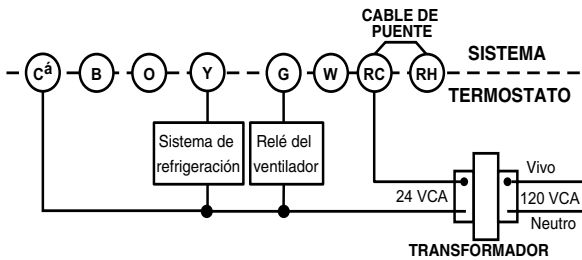 CABLE DE
PUENTE
SISTEMA
Cá B O Y G W RC RH
TERMOSTATO
Sistema de
refrigeración
Relé del
ventilador
Vivo
24 VCA
120 VCA
Neutro
TRANSFORMADOR